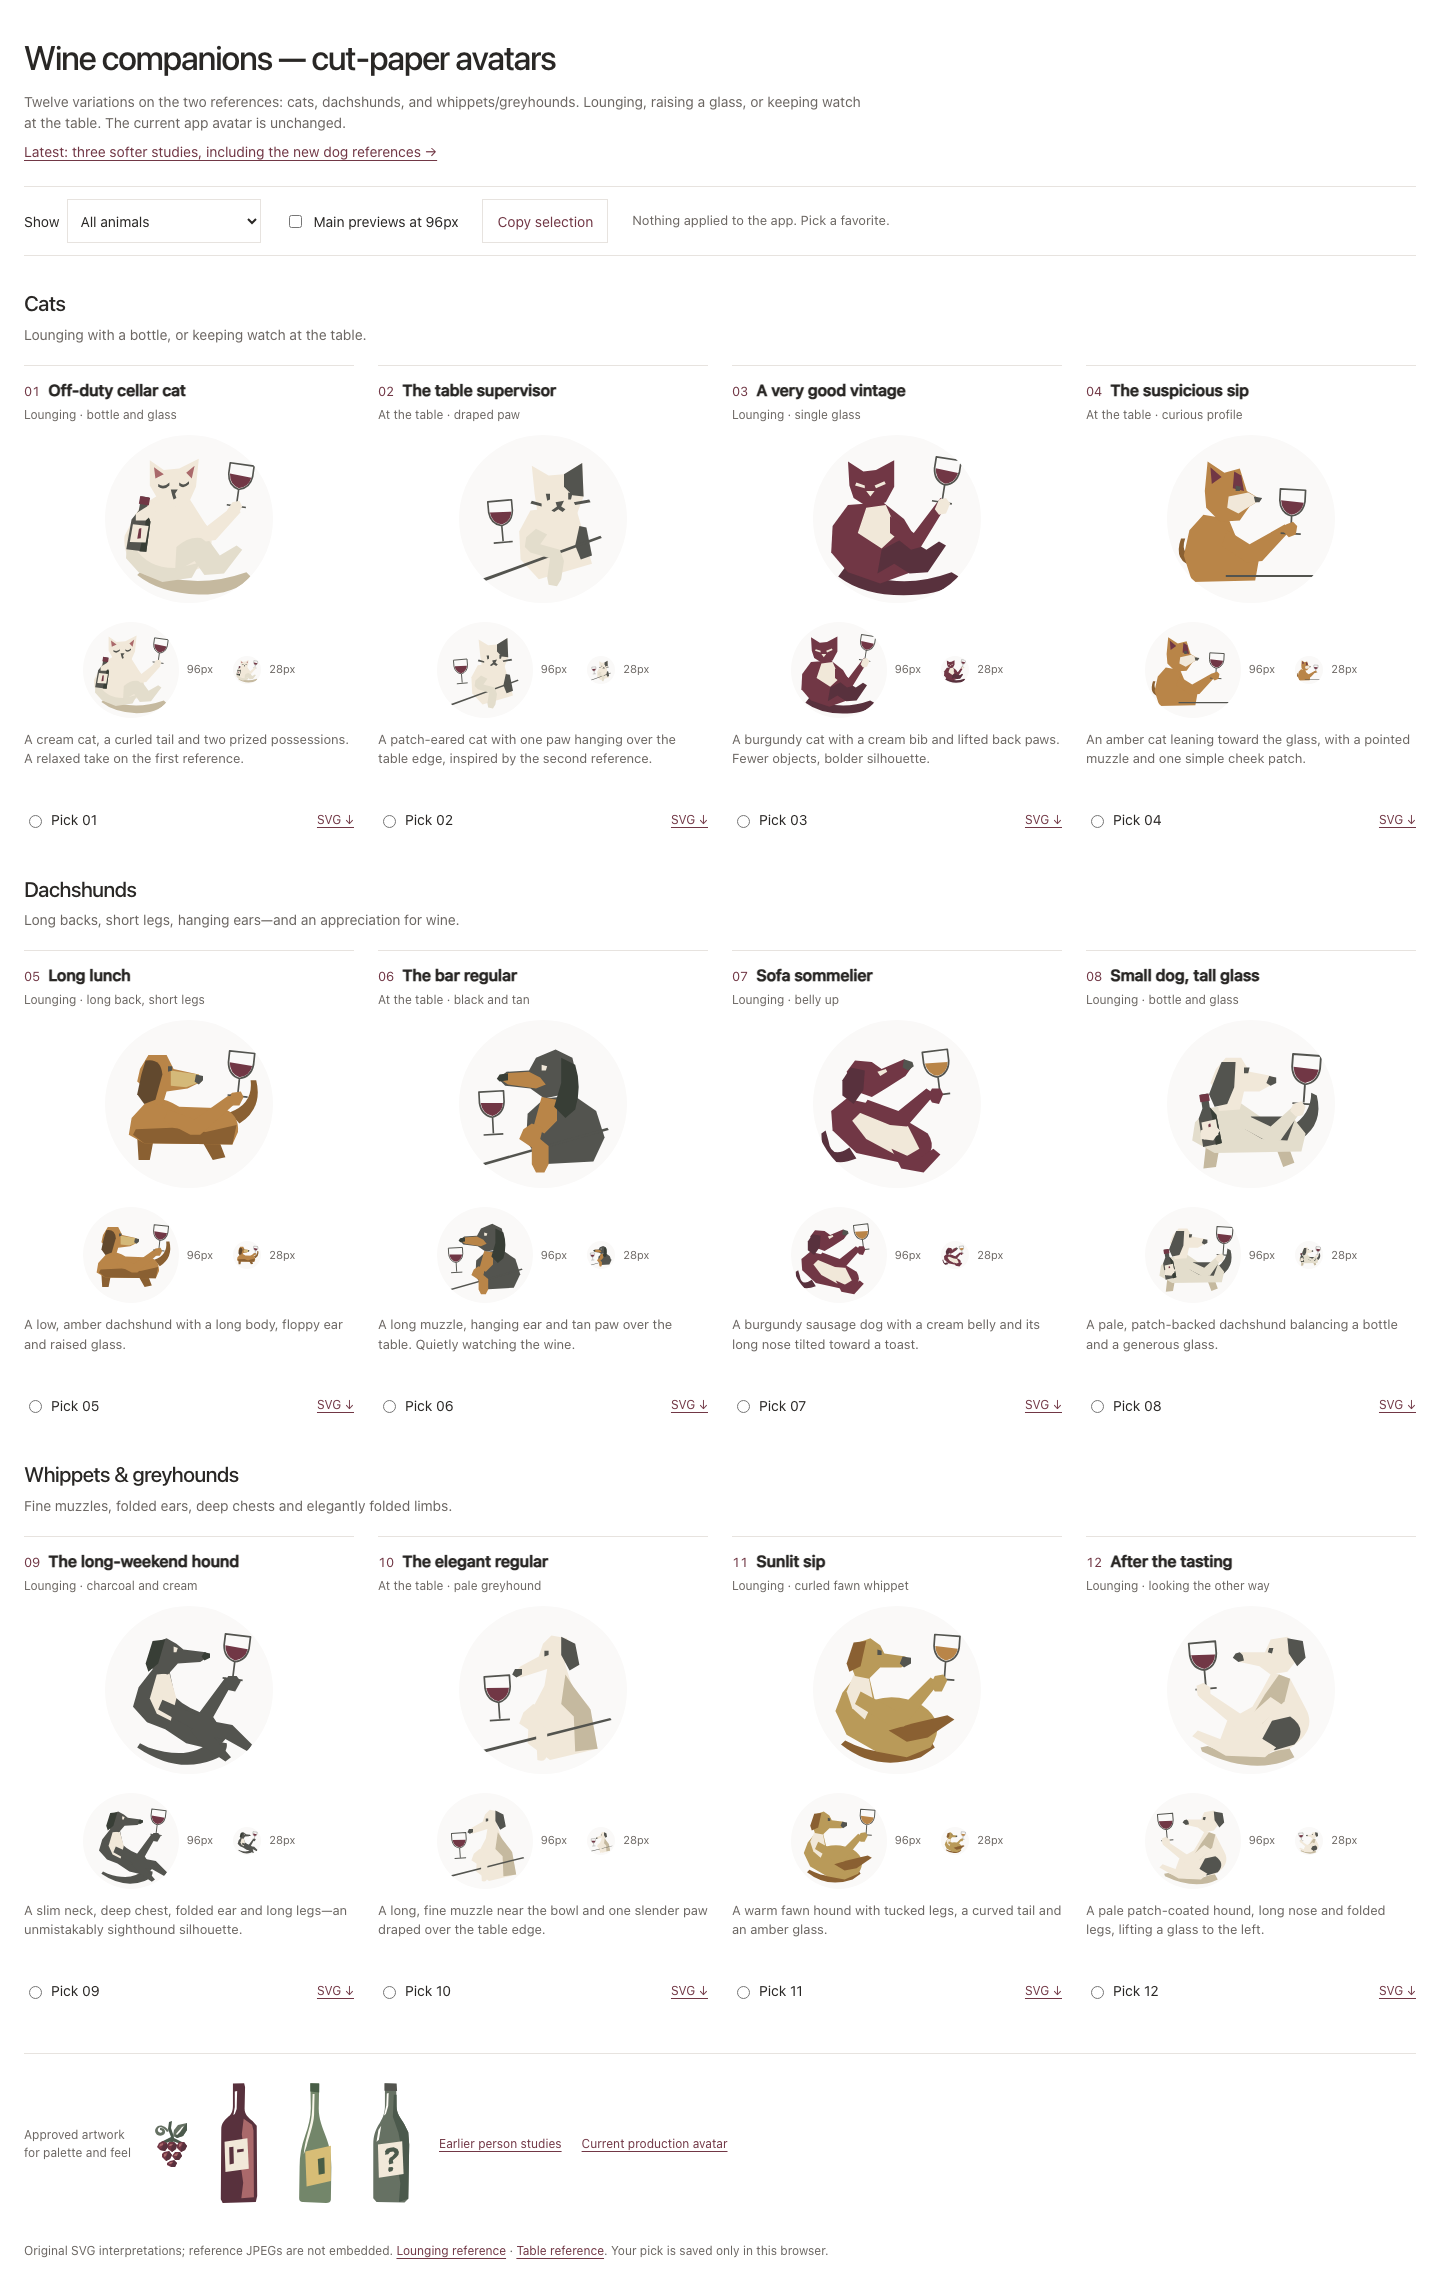 Wine companions — cut-paper avatars
Twelve variations on the two references: cats, dachshunds, and whippets/greyhounds. Lounging, raising a glass, or keeping watch
at the table. The current app avatar is unchanged.
Latest: three softer studies, including the new dog references →
Show All animals Main previews at 96px Copy selection Nothing applied to the app. Pick a favorite.
Cats
Lounging with a bottle, or keeping watch at the table.
01 Off-duty cellar cat
Lounging · bottle and glass
96px 28px
A cream cat, a curled tail and two prized possessions.
A relaxed take on the first reference.
Pick 01 SVG ↓
02 The table supervisor
At the table · draped paw
96px 28px
A patch-eared cat with one paw hanging over the
table edge, inspired by the second reference.
Pick 02 SVG ↓
03 A very good vintage
Lounging · single glass
96px 28px
A burgundy cat with a cream bib and lifted back paws.
Fewer objects, bolder silhouette.
Pick 03 SVG ↓
04 The suspicious sip
At the table · curious profile
96px 28px
An amber cat leaning toward the glass, with a pointed
muzzle and one simple cheek patch.
Pick 04 SVG ↓
Dachshunds
Long backs, short legs, hanging ears—and an appreciation for wine.
05 Long lunch
Lounging · long back, short legs
96px 28px
A low, amber dachshund with a long body, floppy ear
and raised glass.
Pick 05 SVG ↓
06 The bar regular
At the table · black and tan
96px 28px
A long muzzle, hanging ear and tan paw over the
table. Quietly watching the wine.
Pick 06 SVG ↓
07 Sofa sommelier
Lounging · belly up
96px 28px
A burgundy sausage dog with a cream belly and its
long nose tilted toward a toast.
Pick 07 SVG ↓
08 Small dog, tall glass
Lounging · bottle and glass
96px 28px
A pale, patch-backed dachshund balancing a bottle
and a generous glass.
Pick 08 SVG ↓
Whippets & greyhounds
Fine muzzles, folded ears, deep chests and elegantly folded limbs.
09 The long-weekend hound
Lounging · charcoal and cream
96px 28px
A slim neck, deep chest, folded ear and long legs—an
unmistakably sighthound silhouette.
Pick 09 SVG ↓
10 The elegant regular
At the table · pale greyhound
96px 28px
A long, fine muzzle near the bowl and one slender paw
draped over the table edge.
Pick 10 SVG ↓
11 Sunlit sip
Lounging · curled fawn whippet
96px 28px
A warm fawn hound with tucked legs, a curved tail and
an amber glass.
Pick 11 SVG ↓
12 After the tasting
Lounging · looking the other way
96px 28px
A pale patch-coated hound, long nose and folded
legs, lifting a glass to the left.
Pick 12 SVG ↓
Approved artwork
for palette and feel
?
Earlier person studies Current production avatar
Original SVG interpretations; reference JPEGs are not embedded. Lounging reference · Table reference. Your pick is saved only in this browser.